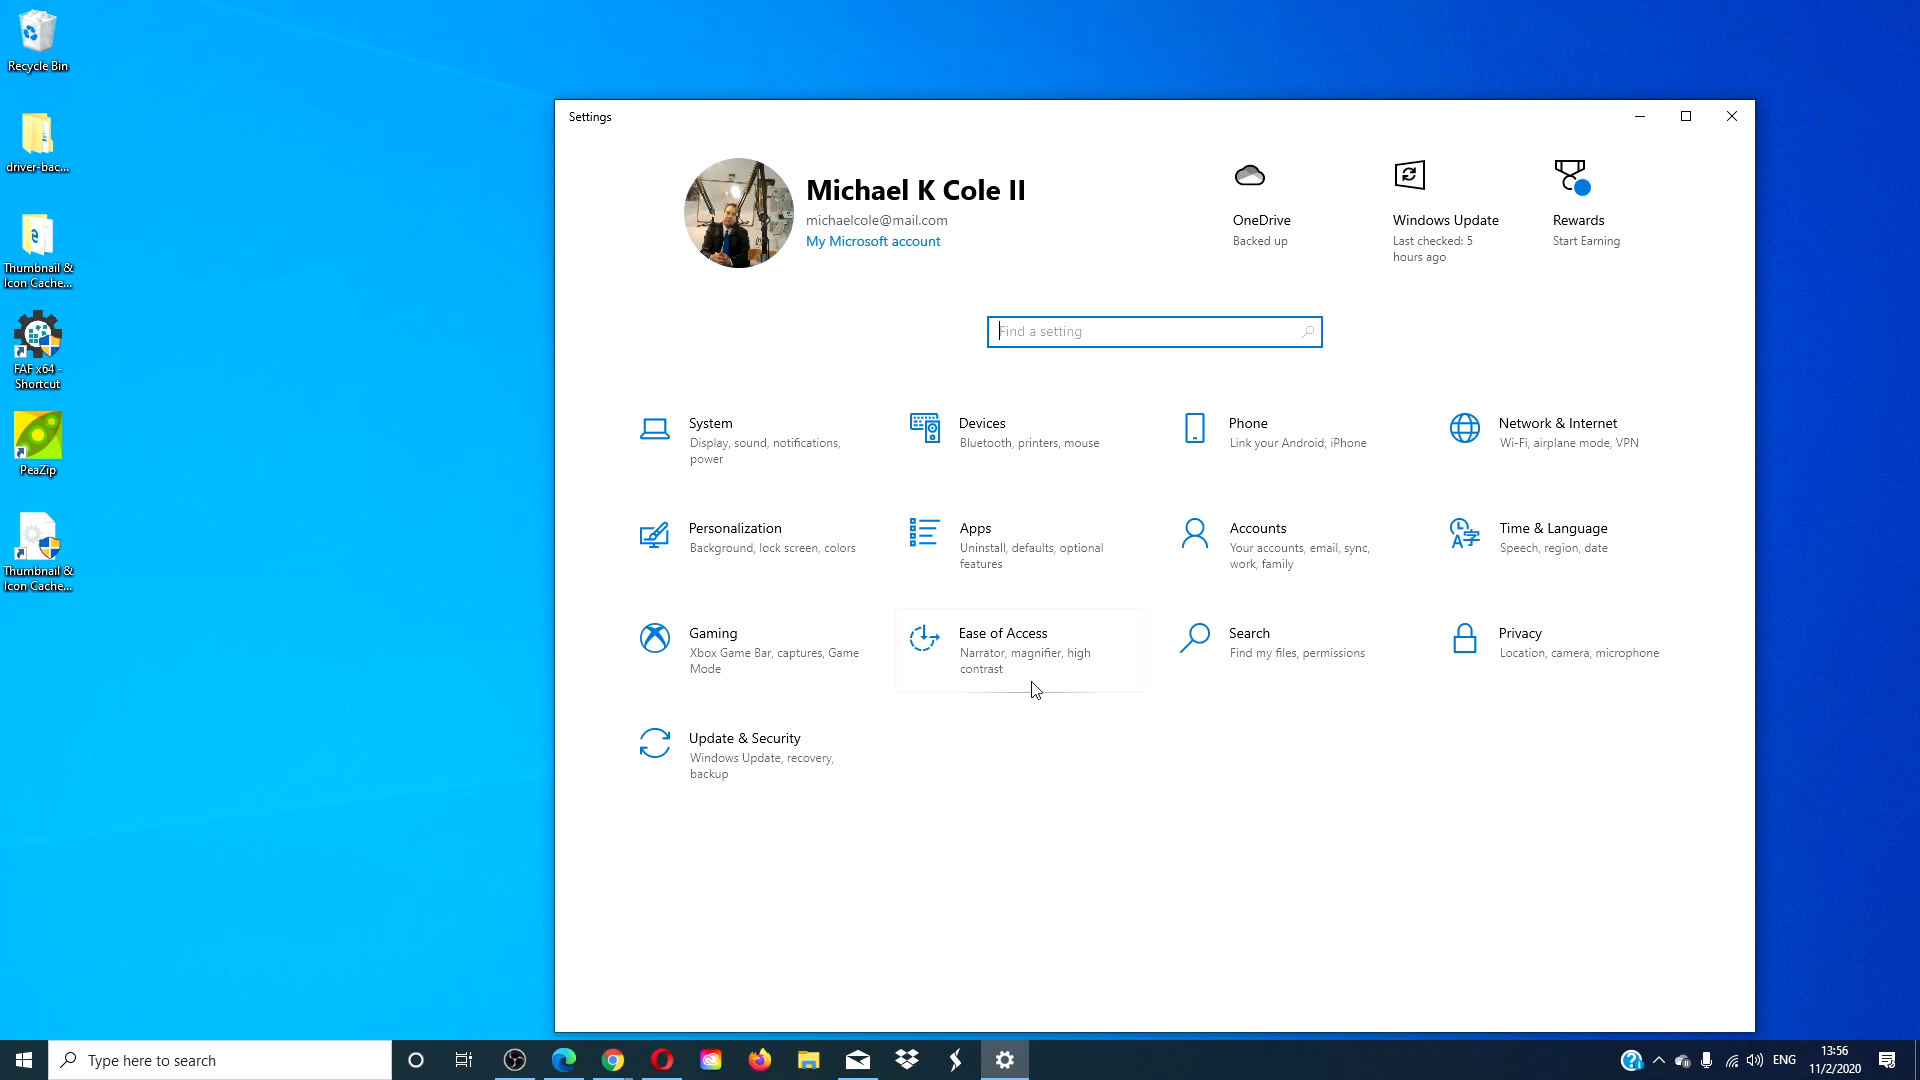 Recycle Bin
driver-bac...
Thumbnail &
Icon Cache...
FAF x64 -
Shortcut
PeaZip
Thumbnail &
Icon Cache...
Settings
Michael K Cole II
michaelcole@mail.com
My Microsoft account
OneDrive
Backed up
Windows Update
Last checked: 5
hours ago
Rewards
Start Earning
Find a setting
System
Display, sound, notifications,
power
Devices
Bluetooth, printers, mouse
Phone
Link your Android, iPhone
Network & Internet
Wi-Fi, airplane mode, VPN
Personalization
Background, lock screen, colors
Apps
Uninstall, defaults, optional
features
Accounts
Your accounts, email, sync,
work, family
Time & Language
Speech, region, date
Gaming
Xbox Game Bar, captures, Game
Mode
Ease of Access
Narrator, magnifier, high
contrast
Search
Find my files, permissions
Privacy
Location, camera, microphone
Update & Security
Windows Update, recovery,
backup
Type here to search
ENG
13:56
11/2/2020